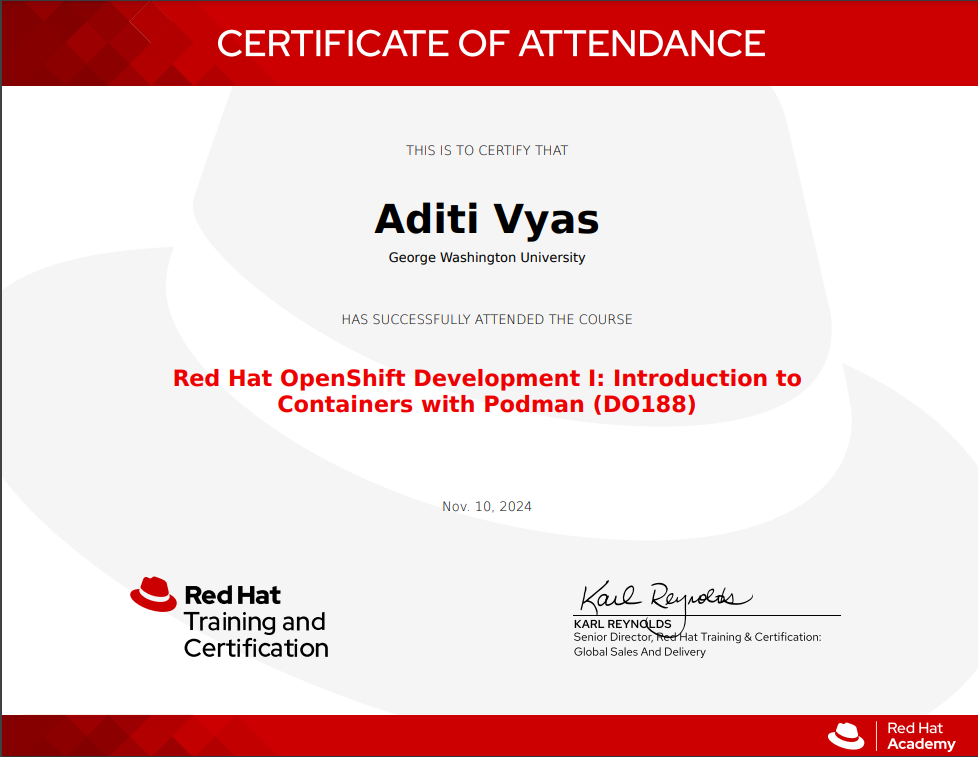 CERTIFICATE OF ATTENDANCE
THIS IS TO CERTIFY THAT
Aditi Vyas
George Washington University
HAS SUCCESSFULLY ATTENDED THE COURSE
Red Hat OpenShift Development I: Introduction to
Containers with Podman (DO188)
Nov. 10, 2024
Red Hat
Training and
Certification
Karl Reynolds
KARL REYNOLDS
Senior Director, Red Hat Training & Certification:
Global Sales And Delivery
Red Hat
Academy